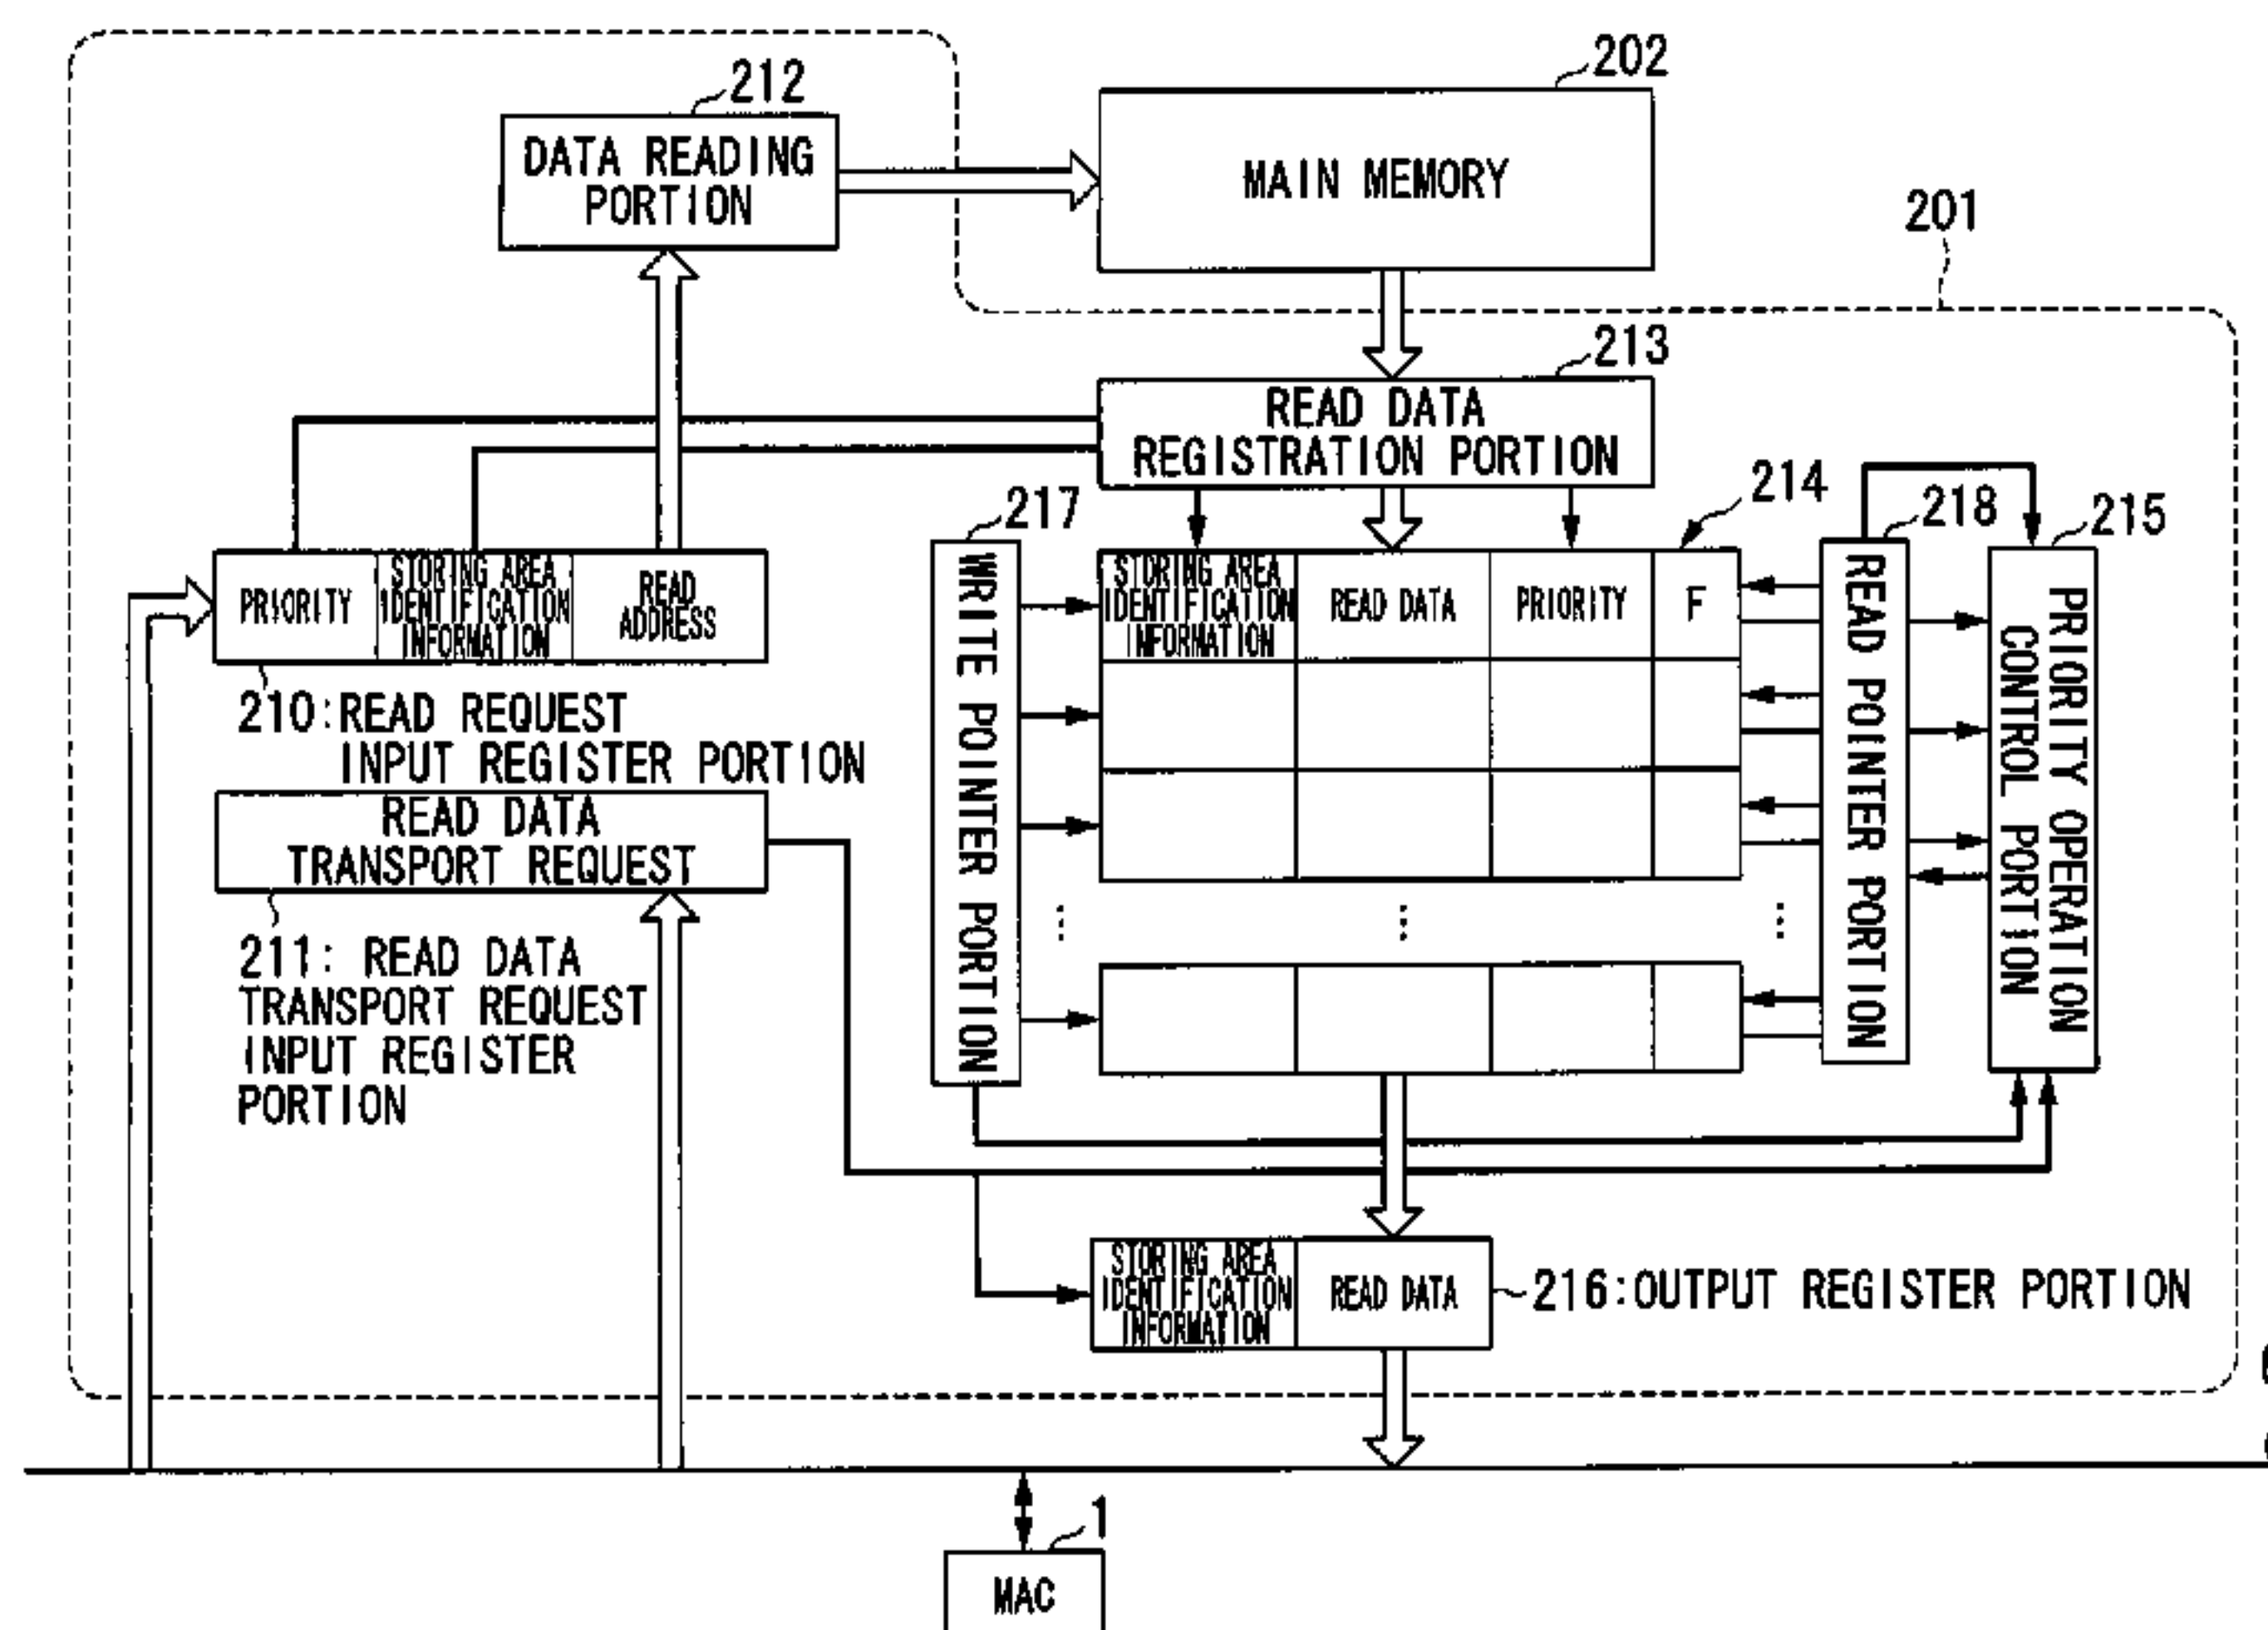 202
212
DATA READING
PORTION
MAIN MEMORY
201
213
READ DATA
REGISTRATION PORTION
214
217
218
215
PRIORITY
STORING AREA
IDENTIFICATION
INFORMATION
READ
ADDRESS
WRITE POINTER PORTION
STORING AREA
IDENTIFICATION
INFORMATION
READ DATA
PRIORITY
F
READ POINTER PORTION
PRIORITY OPERATION
CONTROL PORTION
210:READ REQUEST
INPUT REGISTER PORTION
READ DATA
TRANSPORT REQUEST
211: READ DATA
TRANSPORT REQUEST
INPUT REGISTER
PORTION
STORING AREA
IDENTIFICATION
INFORMATION
READ DATA
216:OUTPUT REGISTER PORTION
1
MAC